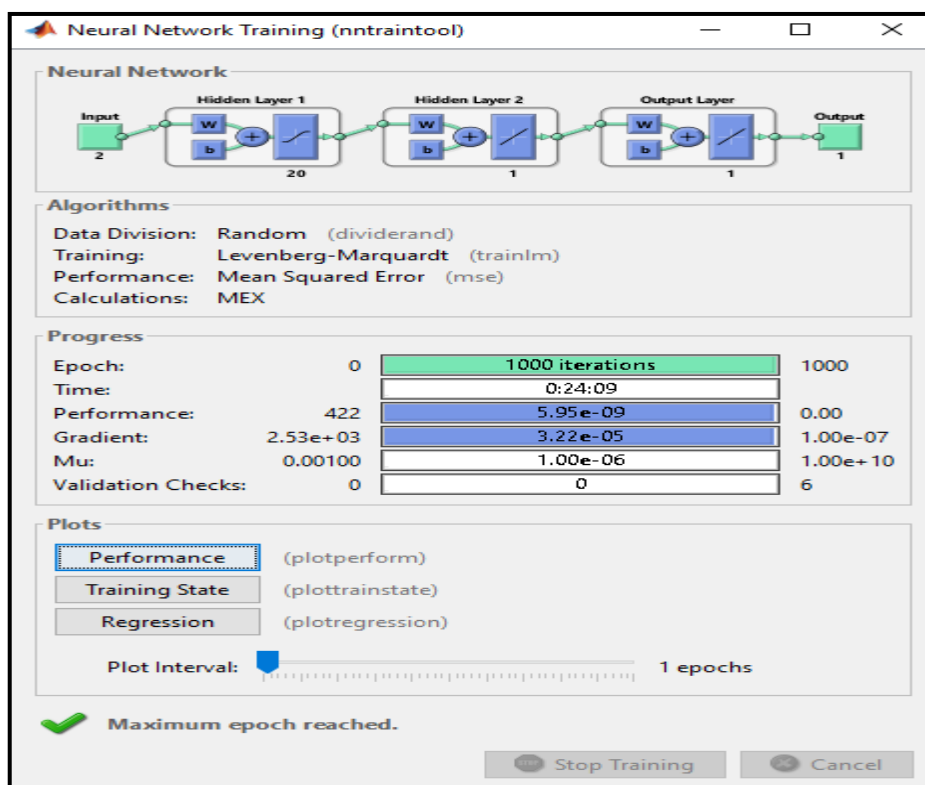 Neural Network Training (nntraintool)
Neural Network
Hidden Layer 1 Hidden Layer 2 Output Layer
Input Output
W W W
b b b
+ + +
2 20 1 1 1
Algorithms
Data Division: Random (dividerand)
Training: Levenberg-Marquardt (trainlm)
Performance: Mean Squared Error (mse)
Calculations: MEX
Progress
Epoch: 0 1000 iterations 1000
Time: 0:24:09
Performance: 422 5.95e-09 0.00
Gradient: 2.53e+03 3.22e-05 1.00e-07
Mu: 0.00100 1.00e-06 1.00e+10
Validation Checks: 0 0 6
Plots
Performance (plotperform)
Training State (plottrainstate)
Regression (plotregression)
Plot Interval: 1 epochs
Maximum epoch reached.
STOP Stop Training Cancel